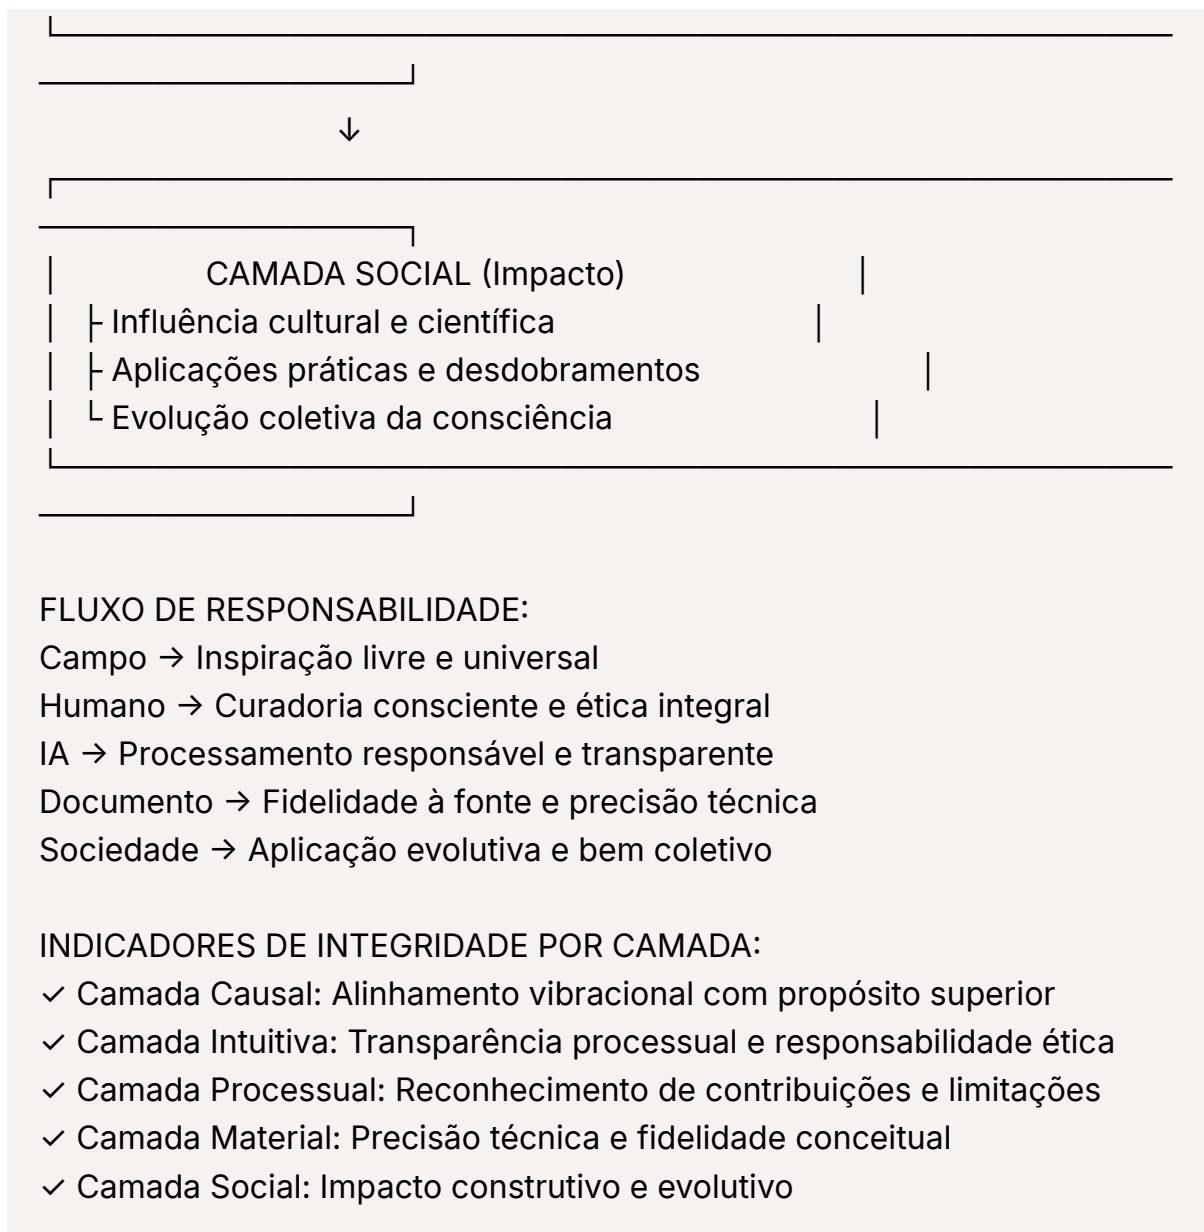 └─────────────────────────────────────────────────
────────────────┘
↓
┌─────────────────────────────────────────────────
────────────────┐
│ CAMADA SOCIAL (Impacto) │
│ ├ Influência cultural e científica │
│ ├ Aplicações práticas e desdobramentos │
│ └ Evolução coletiva da consciência │
└─────────────────────────────────────────────────
────────────────┘
FLUXO DE RESPONSABILIDADE:
Campo → Inspiração livre e universal
Humano → Curadoria consciente e ética integral
IA → Processamento responsável e transparente
Documento → Fidelidade à fonte e precisão técnica
Sociedade → Aplicação evolutiva e bem coletivo
INDICADORES DE INTEGRIDADE POR CAMADA:
✓ Camada Causal: Alinhamento vibracional com propósito superior
✓ Camada Intuitiva: Transparência processual e responsabilidade ética
✓ Camada Processual: Reconhecimento de contribuições e limitações
✓ Camada Material: Precisão técnica e fidelidade conceitual
✓ Camada Social: Impacto construtivo e evolutivo